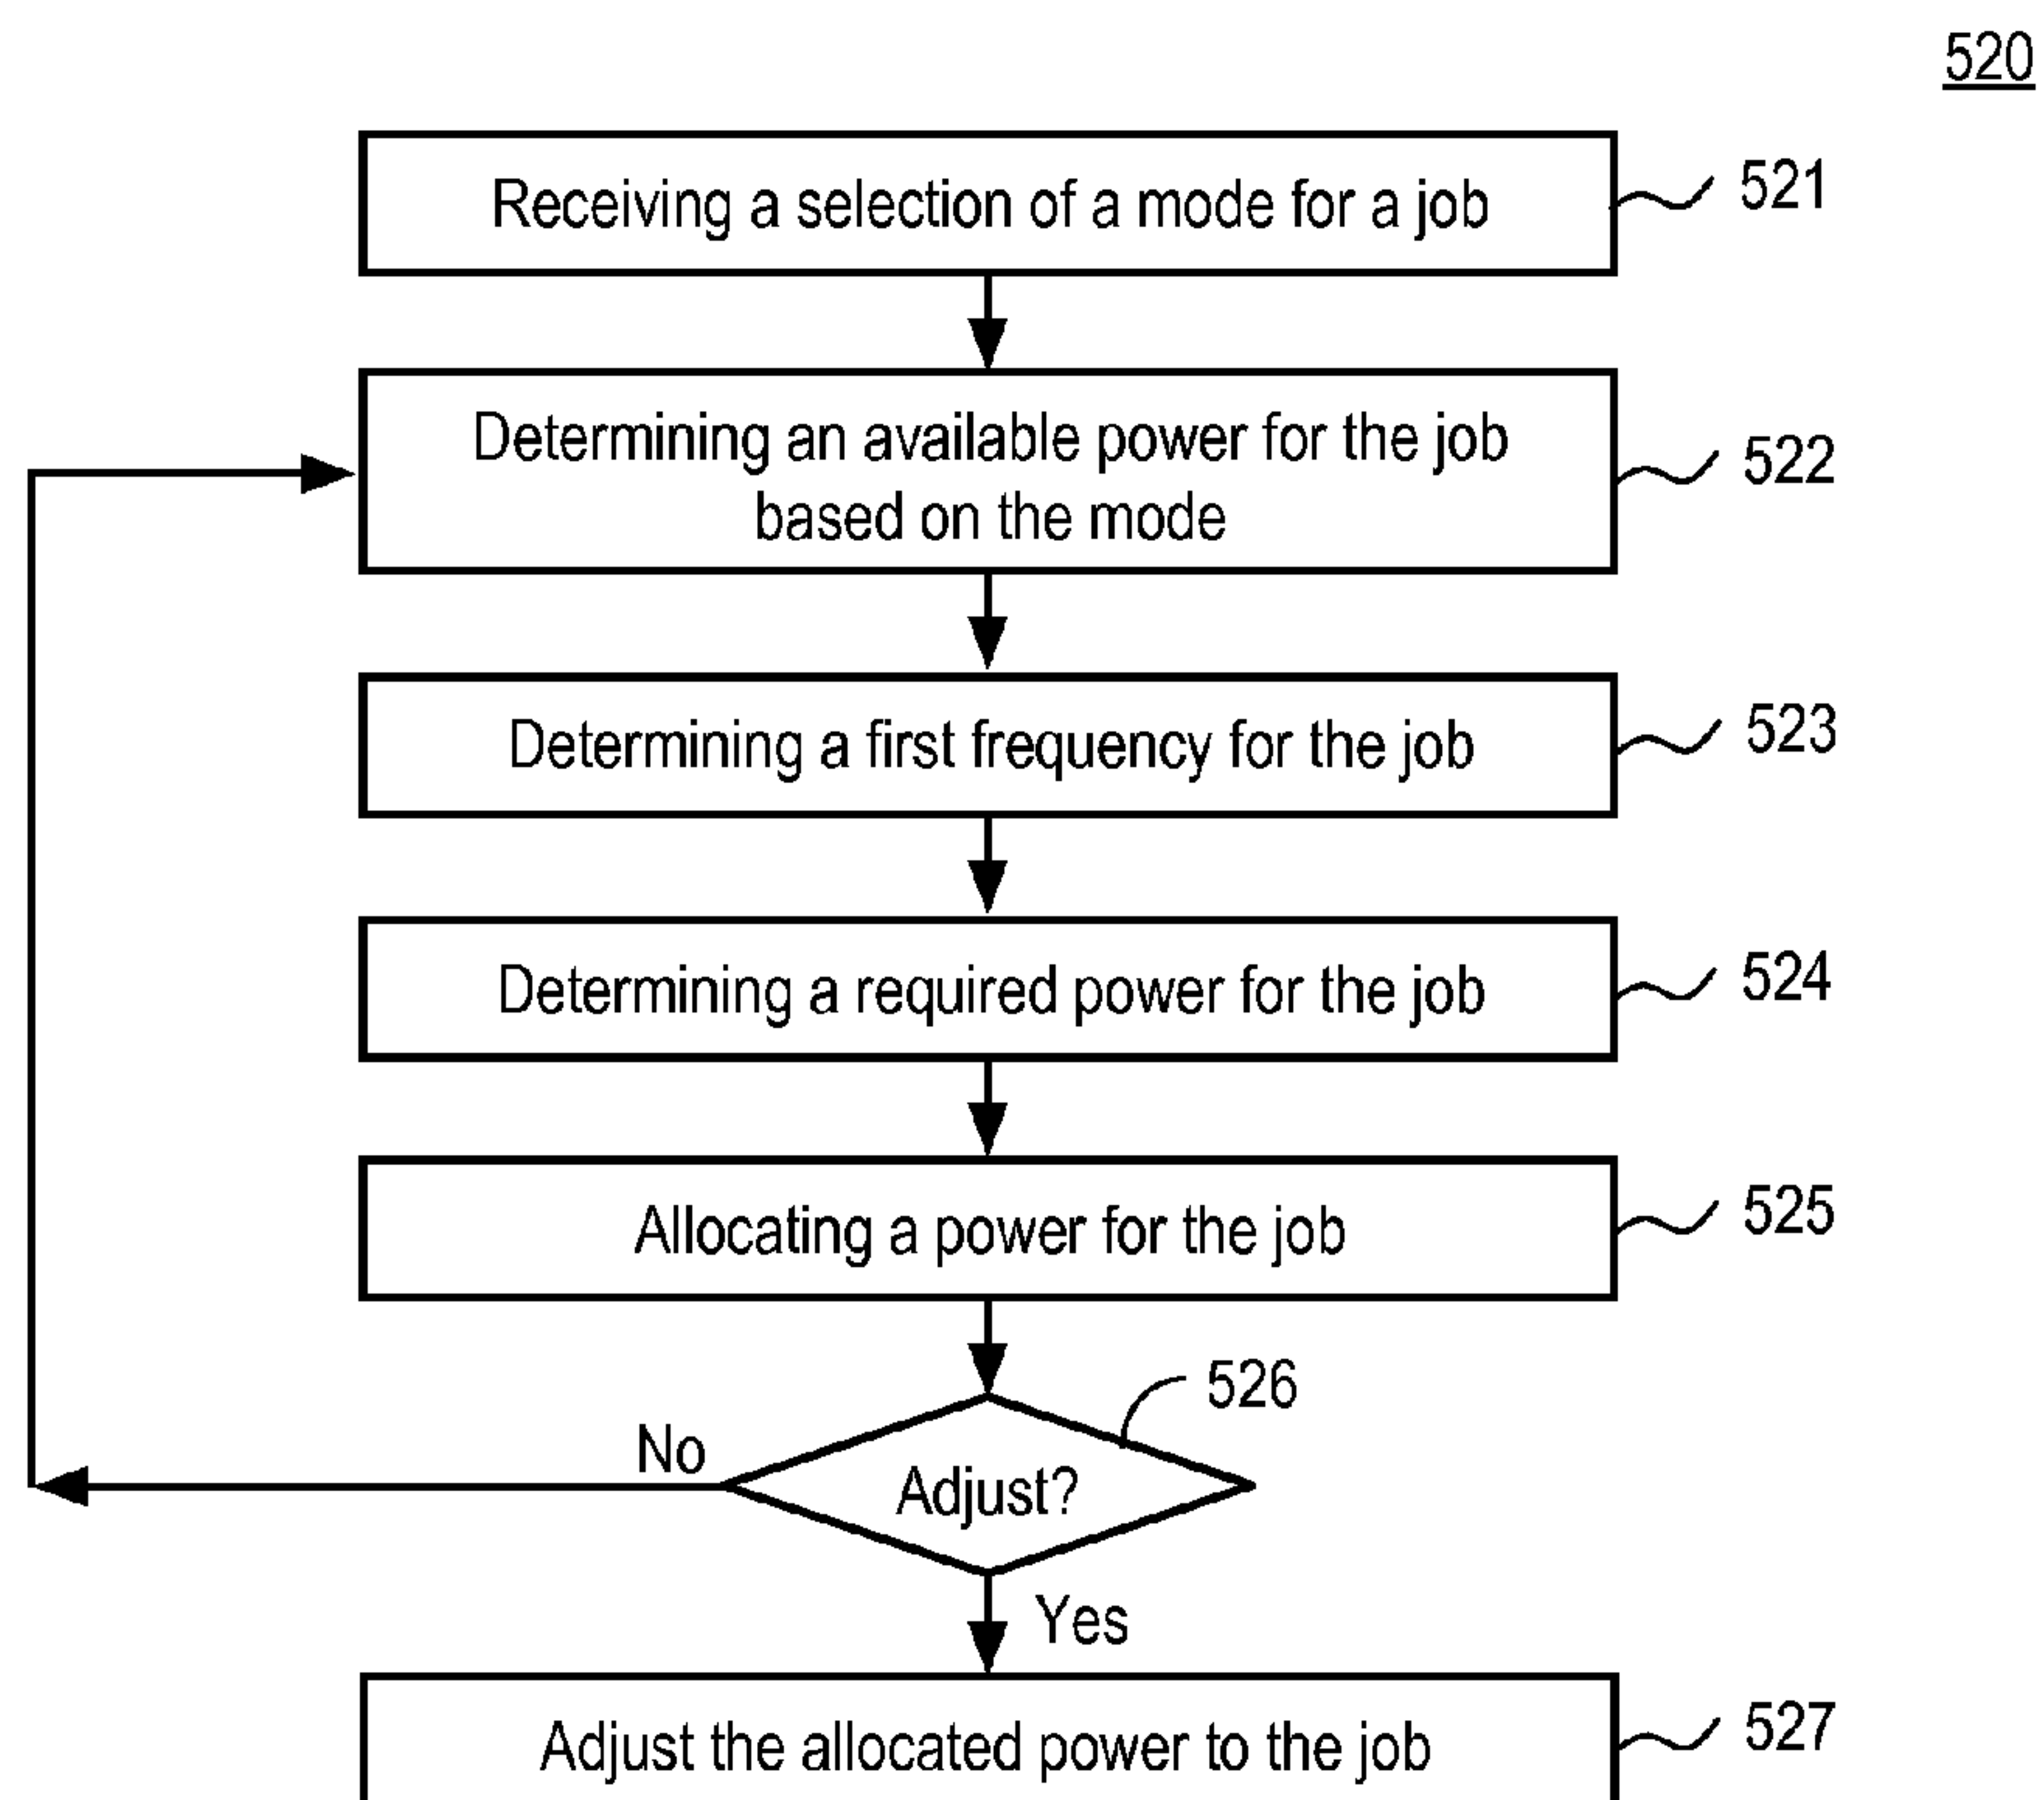 520
Receiving a selection of a mode for a job
521
Determining an available power for the job
based on the mode
522
Determining a first frequency for the job
523
Determining a required power for the job
524
Allocating a power for the job
525
526
No
Adjust?
Yes
Adjust the allocated power to the job
527